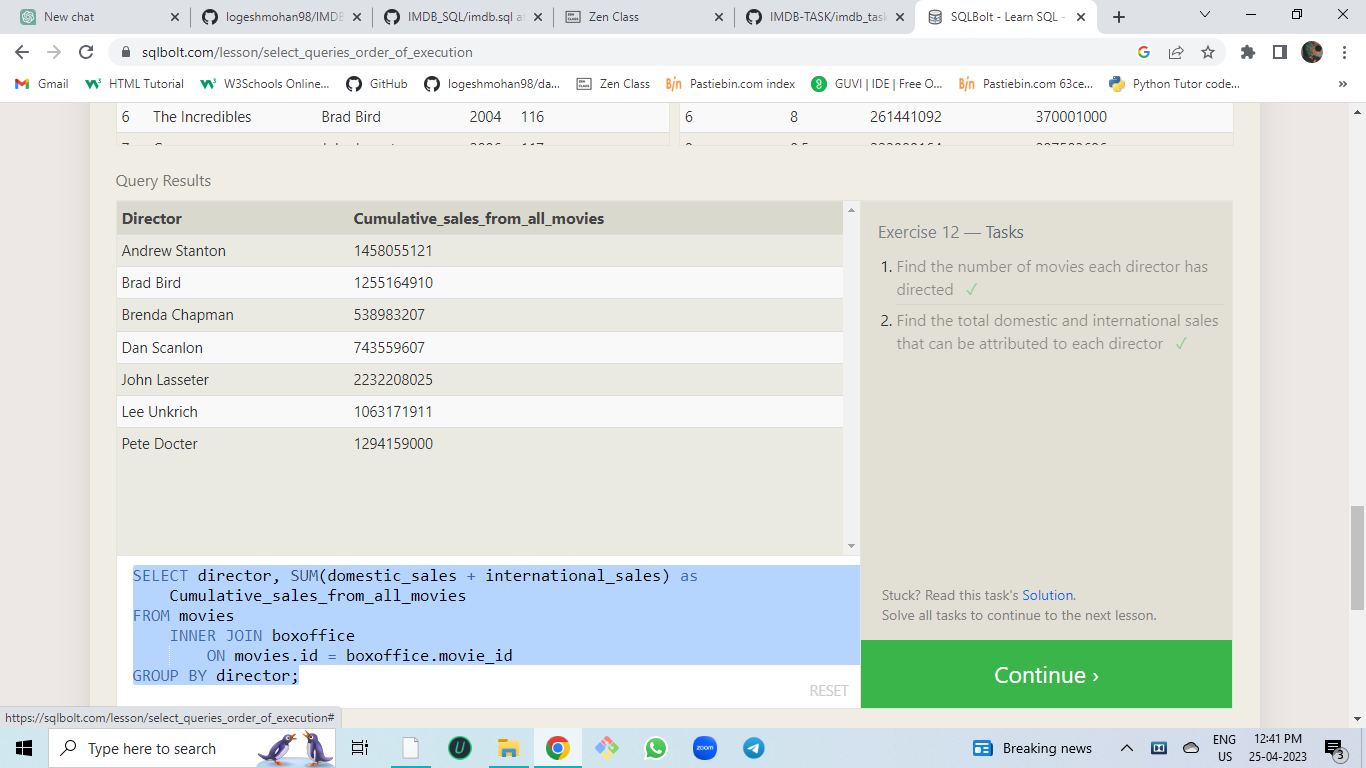 New chat
logeshmohan98/IMDB
IMDB_SQL/imdb.sql at
Zen Class
IMDB-TASK/imdb_task
SQLBolt - Learn SQL -
sqlbolt.com/lesson/select_queries_order_of_execution
Gmail
HTML Tutorial
W3Schools Online...
GitHub
logeshmohan98/da...
Zen Class
Pastiebin.com index
GUVI | IDE | Free O...
Pastiebin.com 63ce...
Python Tutor code...
»
6 The Incredibles Brad Bird 2004 116
6 8 261441092 370001000
Query Results
Director Cumulative_sales_from_all_movies
Andrew Stanton 1458055121
Brad Bird 1255164910
Brenda Chapman 538983207
Dan Scanlon 743559607
John Lasseter 2232208025
Lee Unkrich 1063171911
Pete Docter 1294159000
Exercise 12 — Tasks
1. Find the number of movies each director has
directed ✓
2. Find the total domestic and international sales
that can be attributed to each director ✓
SELECT director, SUM(domestic_sales + international_sales) as
Cumulative_sales_from_all_movies
FROM movies
INNER JOIN boxoffice
ON movies.id = boxoffice.movie_id
GROUP BY director;
RESET
Stuck? Read this task's Solution.
Solve all tasks to continue to the next lesson.
Continue ›
https://sqlbolt.com/lesson/select_queries_order_of_execution#
Type here to search
zoom
Breaking news
ENG
US
12:41 PM
25-04-2023
3